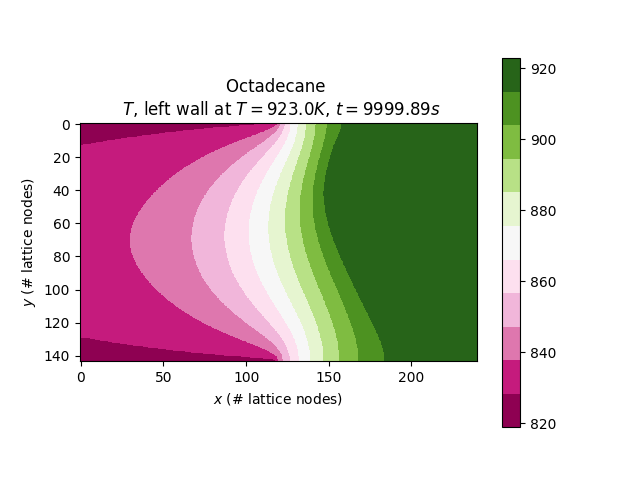 Octadecane
T, left wall at T = 923.0K, t = 9999.89s
0
20
40
60
80
100
120
140
y (# lattice nodes)
0 50 100 150 200
x (# lattice nodes)
920
900
880
860
840
820